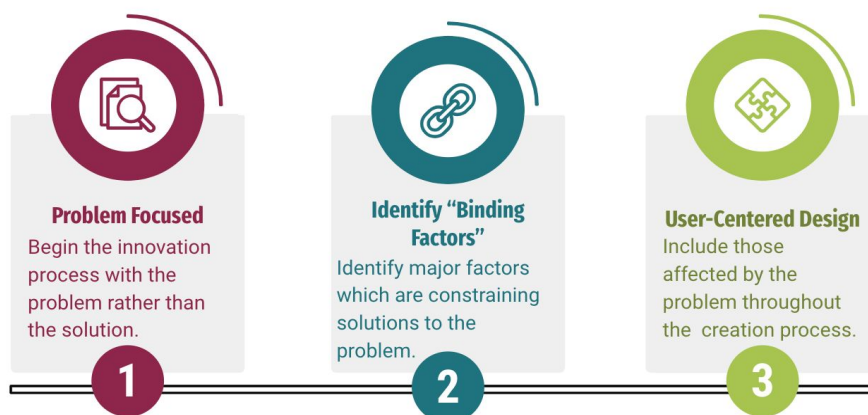 Problem Focused
Begin the innovation
process with the
problem rather than
the solution.
1
Identify “Binding
Factors”
Identify major factors
which are constraining
solutions to the
problem.
2
User-Centered Design
Include those
affected by the
problem throughout
the creation process.
3